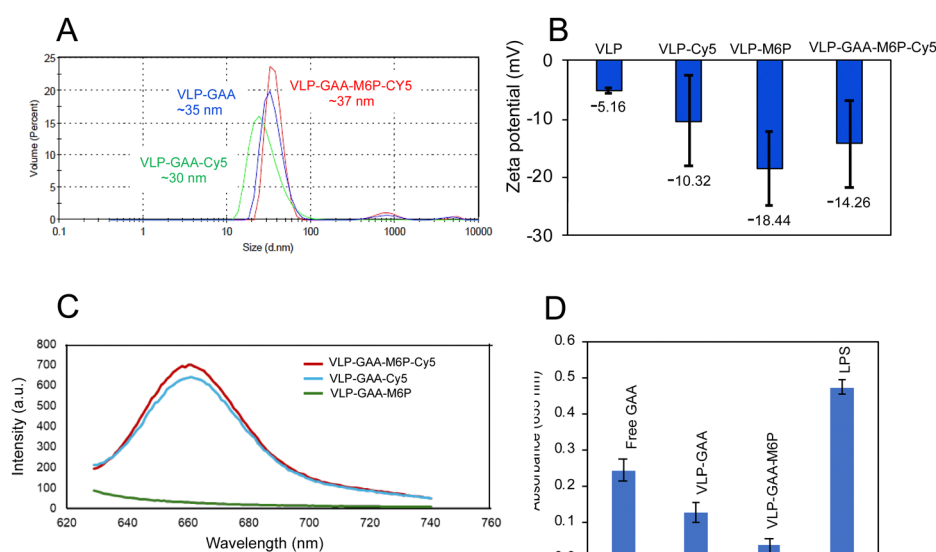 A
25
20
15
10
5
0
Volume (Percent)
0.1
1
10
100
1000
10000
Size (d.nm)
VLP-GAA
~35 nm
VLP-GAA-M6P-CY5
~37 nm
VLP-GAA-Cy5
~30 nm
B
VLP
VLP-Cy5
VLP-M6P
VLP-GAA-M6P-Cy5
0
-10
-20
-30
Zeta potential (mV)
−5.16
−10.32
−18.44
−14.26
C
800
700
600
500
400
300
200
100
0
Intensity (a.u.)
620
640
660
680
700
720
740
760
Wavelength (nm)
VLP-GAA-M6P-Cy5
VLP-GAA-Cy5
VLP-GAA-M6P
D
0.6
0.5
0.4
0.3
0.2
0.1
Absorbance
Free GAA
VLP-GAA
VLP-GAA-M6P
LPS